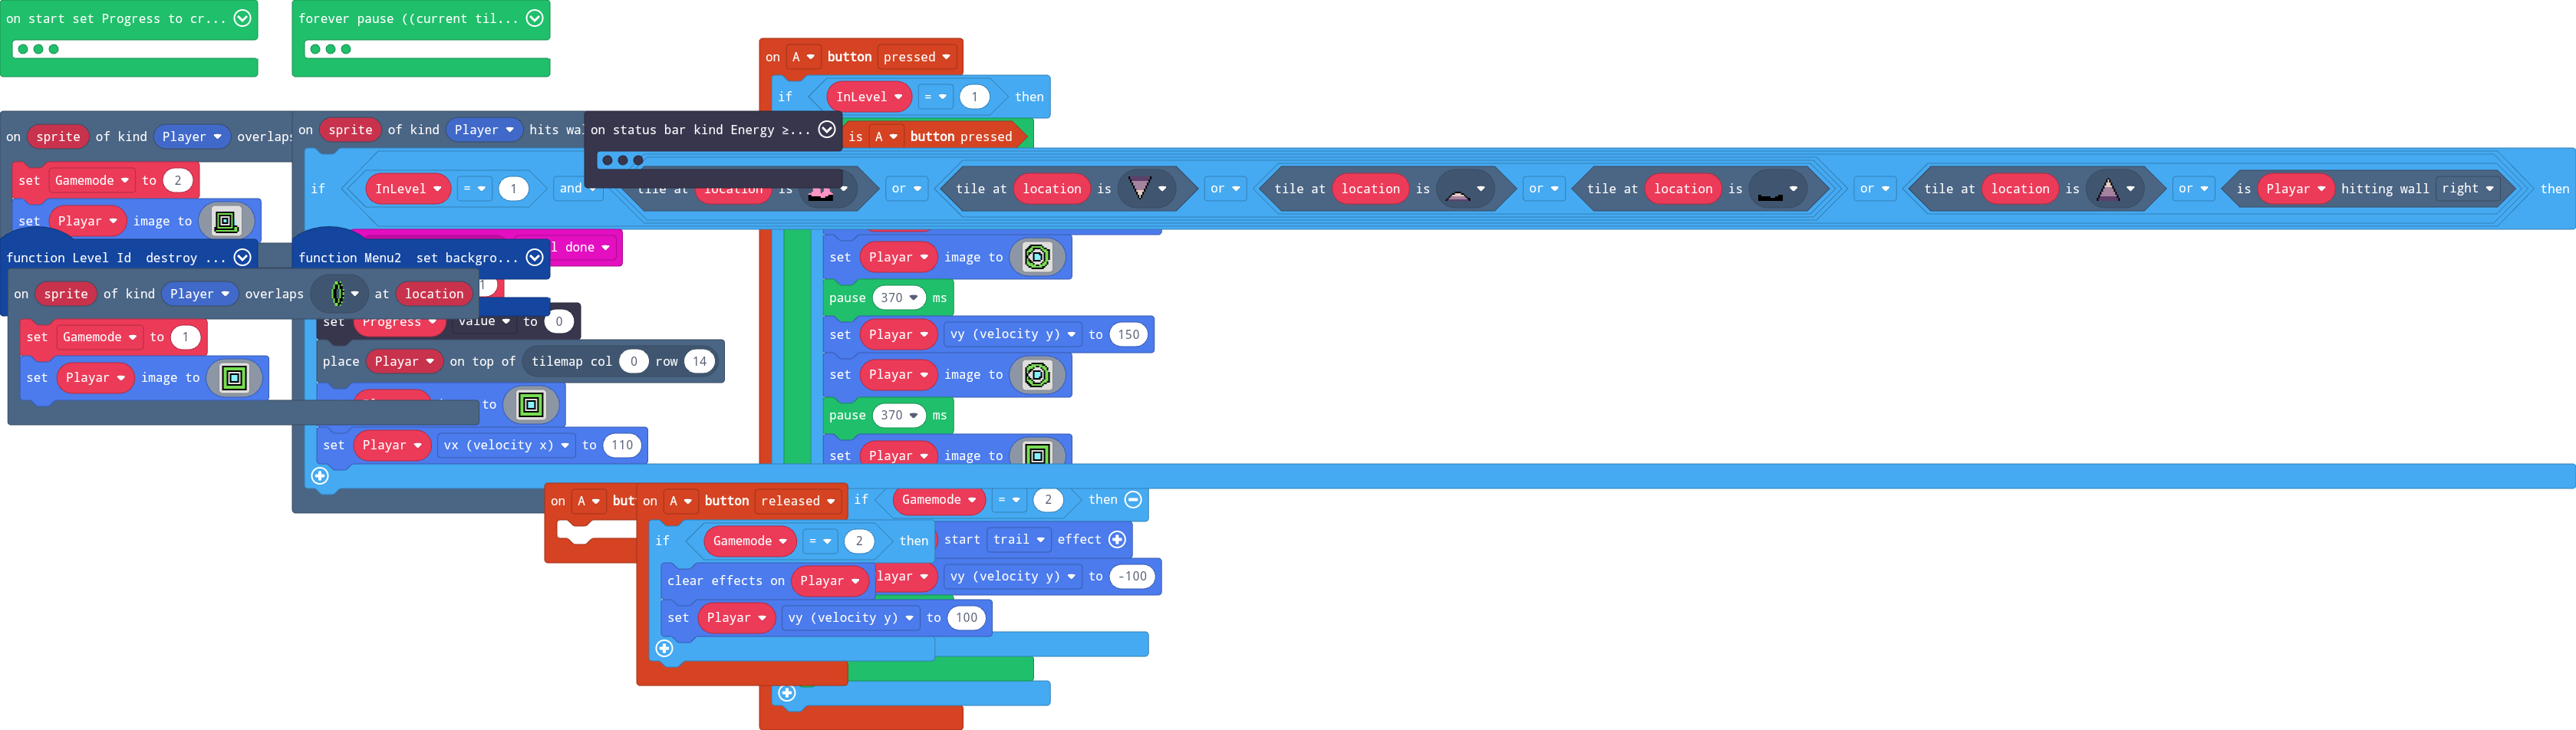 on start set Progress to cr...
forever pause ((current til...
on A button pressed
if InLevel = 1 then
is A button pressed
on sprite of kind Player overlaps
set Gamemode to 2
set Playar image to
on sprite of kind Player hits wal
on status bar kind Energy ≥...
if InLevel = 1 and tile at location is or tile at location is or tile at location is or tile at location is or tile at location is or is Playar hitting wall right then
l done
function Level Id destroy ...
function Menu2 set backgro...
on sprite of kind Player overlaps at location
set Gamemode to 1
set Playar image to
1
set Progress value to 0
place Playar on top of tilemap col 0 row 14
to
set Playar vx (velocity x) to 110
set Playar image to
pause 370 ms
set Playar vy (velocity y) to 150
set Playar image to
pause 370 ms
set Playar image to
if Gamemode = 2 then
start trail effect
layar vy (velocity y) to -100
on A but
on A button released
if Gamemode = 2 then
clear effects on Playar
set Playar vy (velocity y) to 100